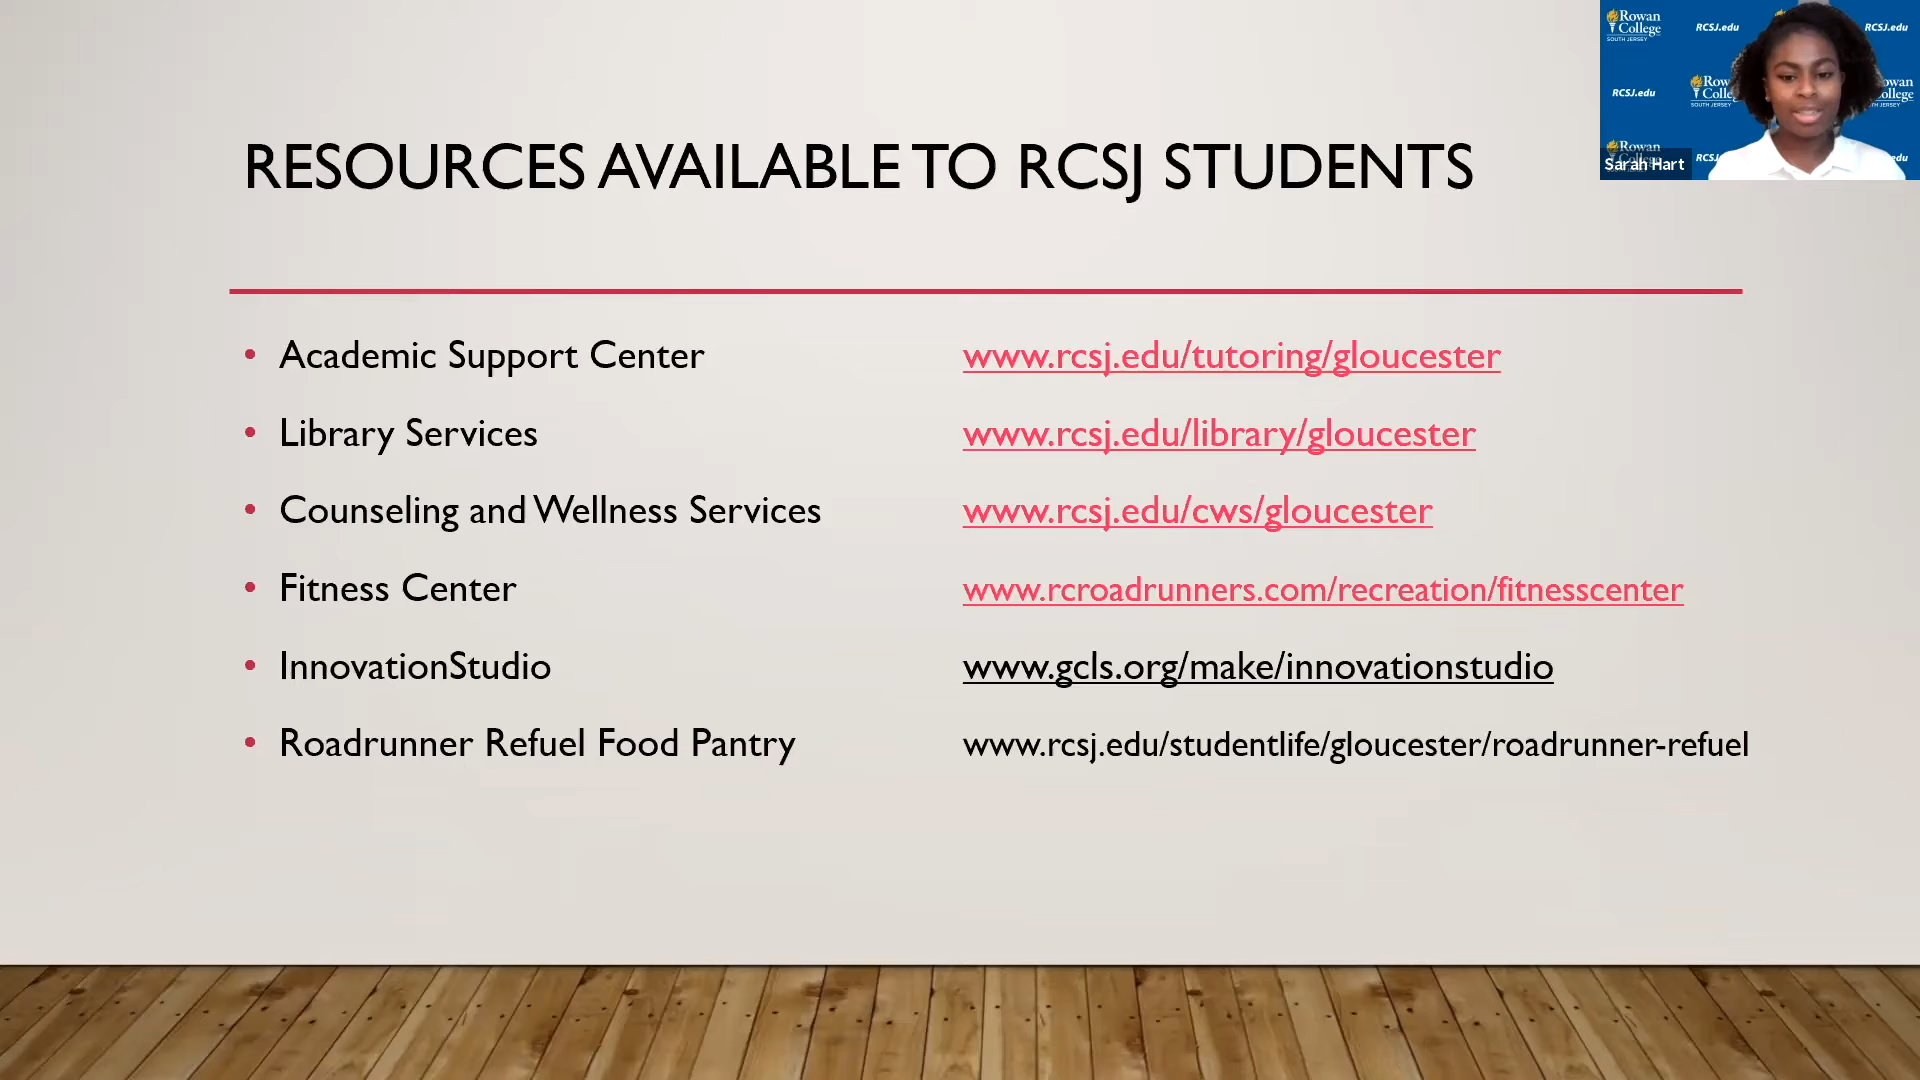 RESOURCES AVAILABLE TO RCSJ STUDENTS
• Academic Support Center www.rcsj.edu/tutoring/gloucester
• Library Services www.rcsj.edu/library/gloucester
• Counseling and Wellness Services www.rcsj.edu/cws/gloucester
• Fitness Center www.rcroadrunners.com/recreation/fitnesscenter
• InnovationStudio www.gcls.org/make/innovationstudio
• Roadrunner Refuel Food Pantry www.rcsj.edu/studentlife/gloucester/roadrunner-refuel
Rowan
College
SOUTH JERSEY
RCSJ.edu
RCSJ.edu
RCSJ.edu
Rowan
Sarah Hart